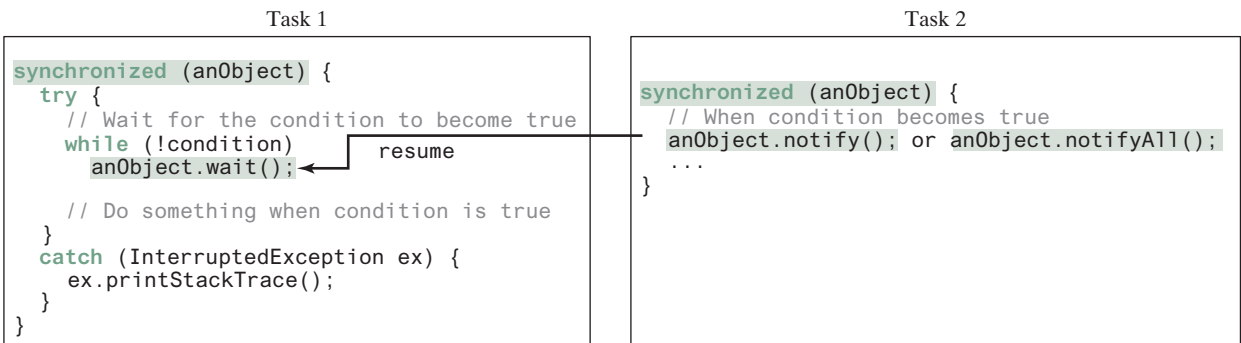 Task 1
synchronized (anObject) {
try {
// Wait for the condition to become true
while (!condition)
anObject.wait();
// Do something when condition is true
}
catch (InterruptedException ex) {
ex.printStackTrace();
}
}
resume
Task 2
synchronized (anObject) {
// When condition becomes true
anObject.notify(); or anObject.notifyAll();
...
}